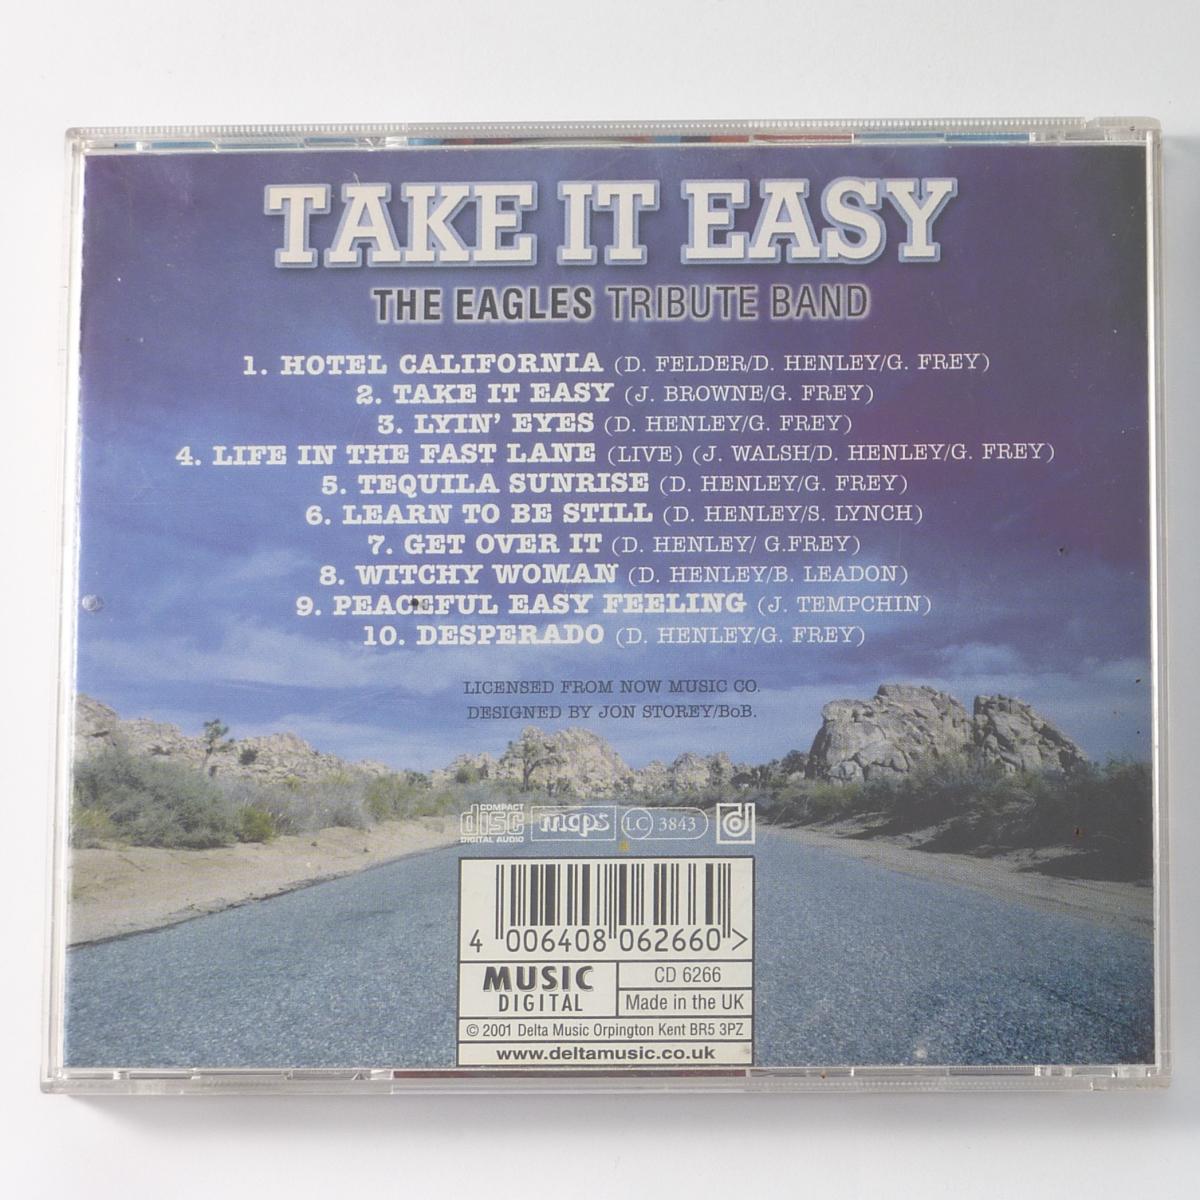 TAKE IT EASY
THE EAGLES TRIBUTE BAND
1. HOTEL CALIFORNIA (D. FELDER/D. HENLEY/G. FREY)
2. TAKE IT EASY (J. BROWNE/G. FREY)
3. LYIN' EYES (D. HENLEY/G. FREY)
4. LIFE IN THE FAST LANE (LIVE) (J. WALSH/D. HENLEY/G. FREY)
5. TEQUILA SUNRISE (D. HENLEY/G. FREY)
6. LEARN TO BE STILL (D. HENLEY/S. LYNCH)
7. GET OVER IT (D. HENLEY/ G.FREY)
8. WITCHY WOMAN (D. HENLEY/B. LEADON)
9. PEACEFUL EASY FEELING (J. TEMPCHIN)
10. DESPERADO (D. HENLEY/G. FREY)
LICENSED FROM NOW MUSIC CO.
DESIGNED BY JON STOREY/BoB.
COMPACT disc DIGITAL AUDIO mcps LC 3843 d
4 006408 062660 >
MUSIC DIGITAL
CD 6266
Made in the UK
© 2001 Delta Music Orpington Kent BR5 3PZ
www.deltamusic.co.uk